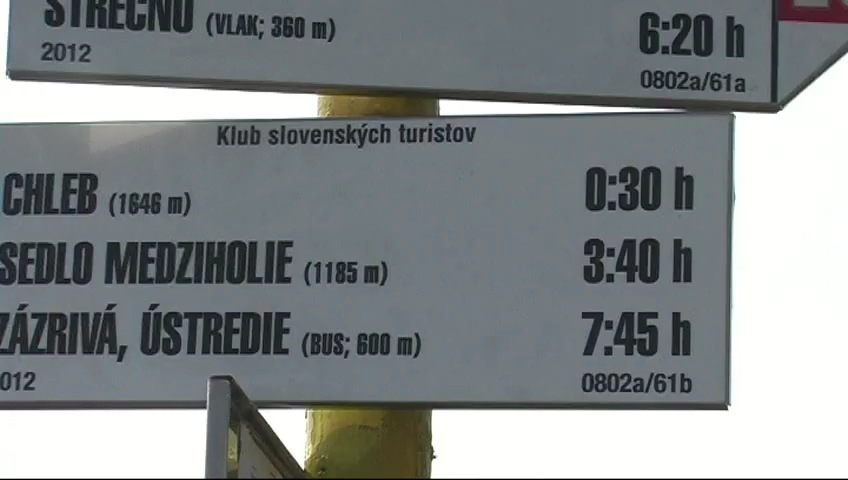 STREČNO (VLAK; 360 m) 6:20 h
2012 0802a/61a
Klub slovenských turistov
CHLEB (1646 m) 0:30 h
SEDLO MEDZIHOLIE (1185 m) 3:40 h
ZÁZRIVÁ, ÚSTREDIE (BUS; 600 m) 7:45 h
012 0802a/61b